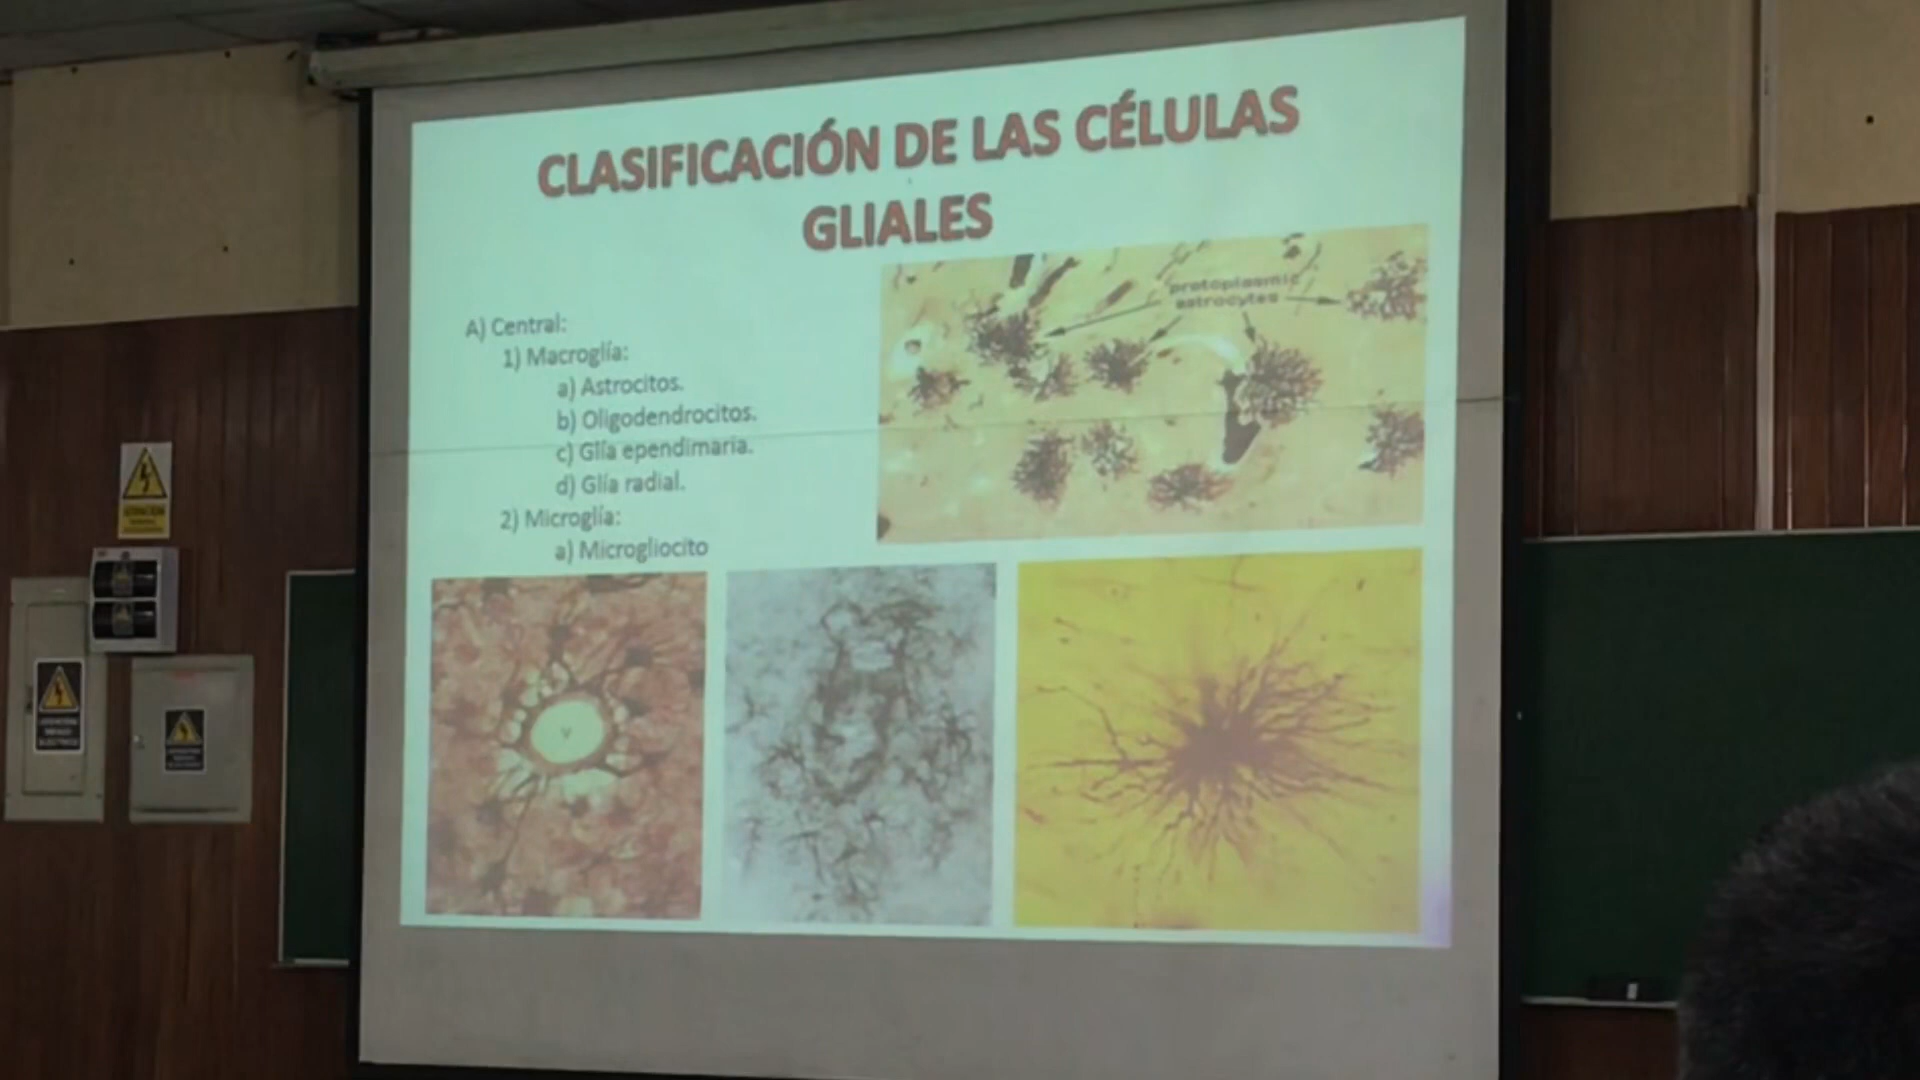 CLASIFICACIÓN DE LAS CÉLULAS
GLIALES
A) Central:
1) Macroglía:
a) Astrocitos.
b) Oligodendrocitos.
c) Glía ependimaria.
d) Glía radial.
2) Microglía:
a) Microgliocito
protoplasmic
astrocytes
V